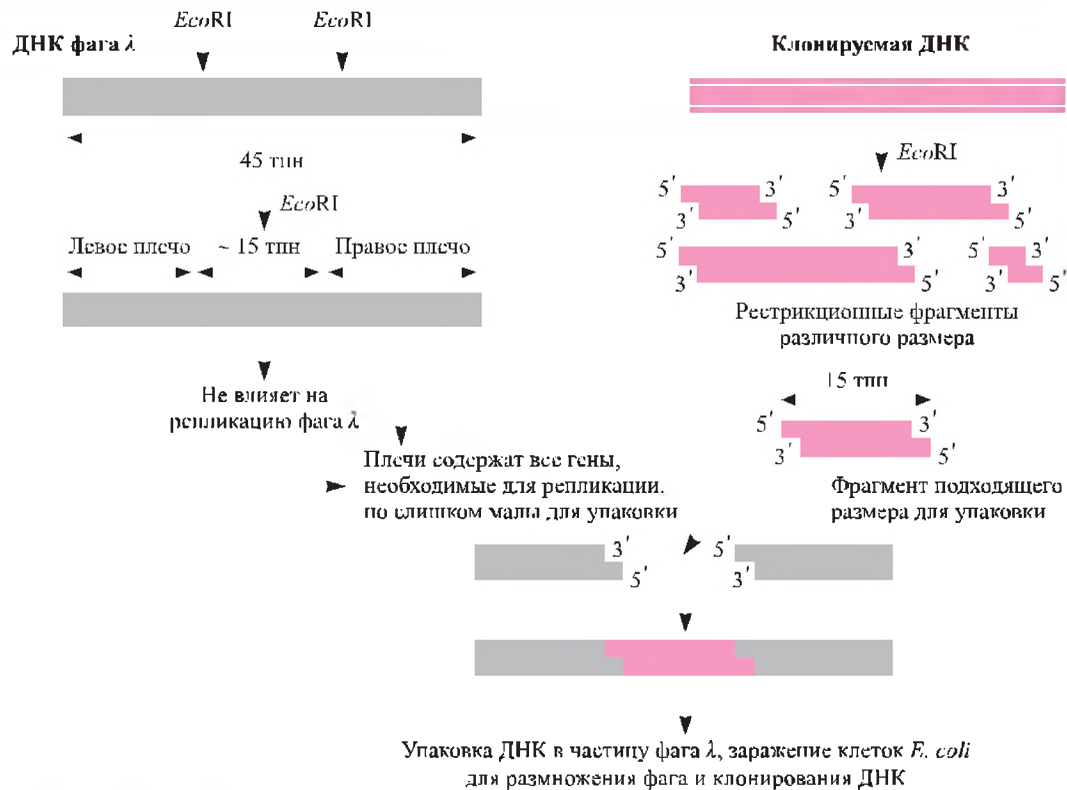 EcoRI
EcoRI
ДНК фага λ
45 тпн
EcoRI
Левое плечо
~ 15 тпн
Правое плечо
Не влияет на
репликацию фага λ
Плечи содержат все гены,
необходимые для репликации.
но слишком малы для упаковки
Клонируемая ДНК
EcoRI
5′ 3′
3′ 5′
5′ 3′
3′ 5′
5′ 3′
3′ 5′
5′ 3′
3′ 5′
Рестрикционные фрагменты
различного размера
15 тпн
5′ 3′
3′ 5′
Фрагмент подходящего
размера для упаковки
3′ 5′
5′ 3′
Упаковка ДНК в частицу фага λ, заражение клеток E. coli
для размножения фага и клонирования ДНК